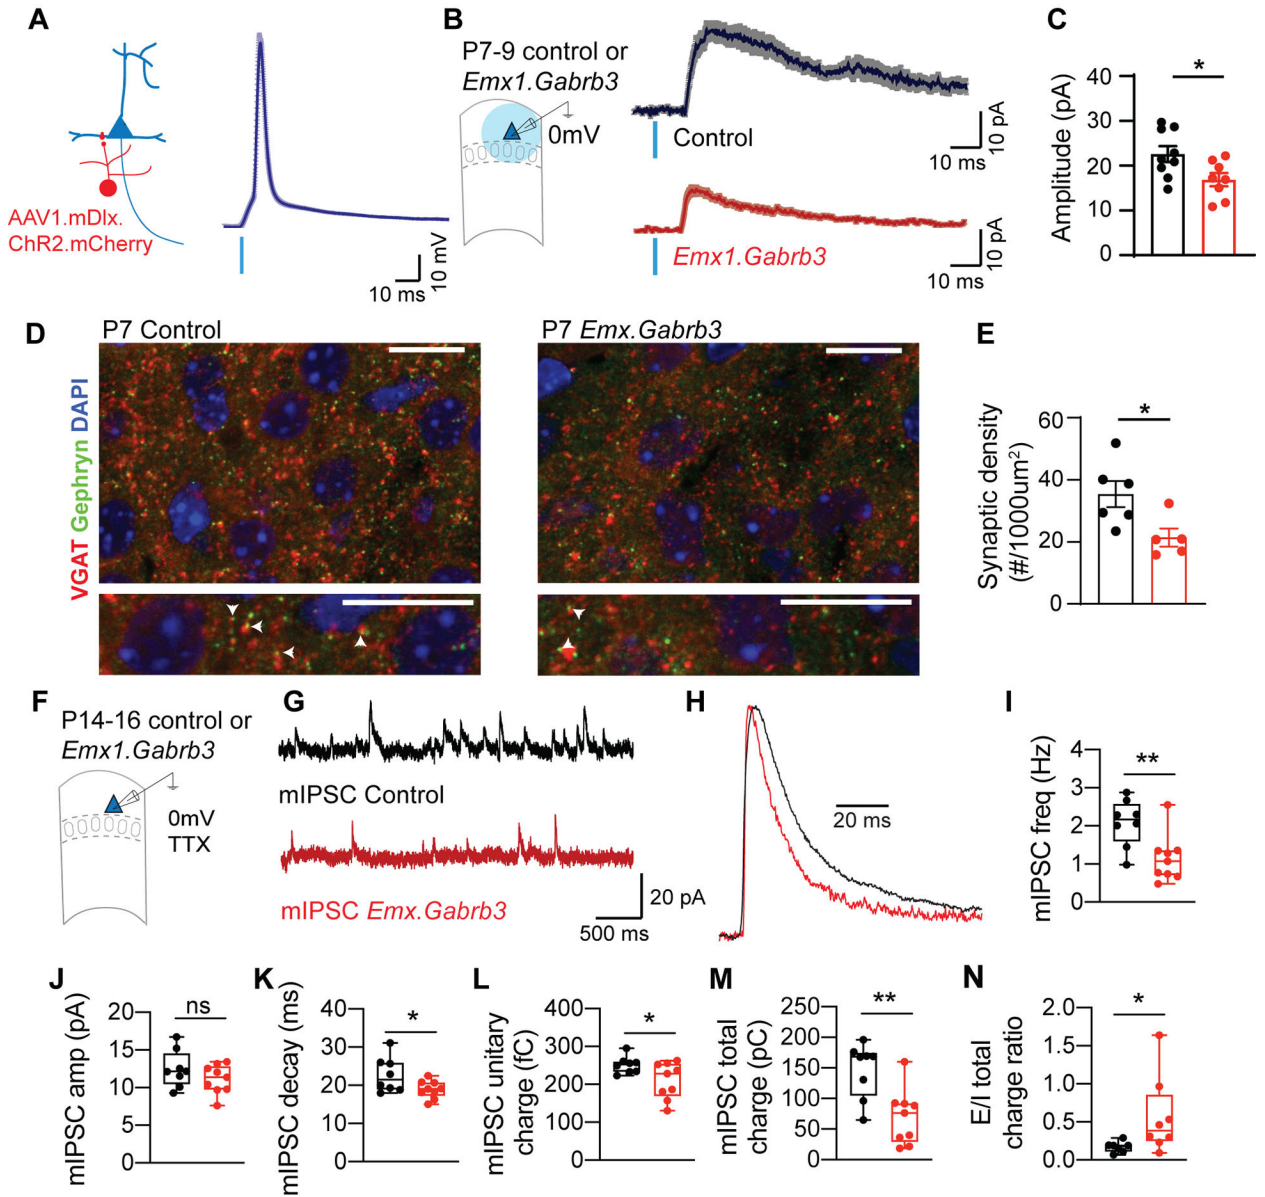 A
AAV1.mDlx.
ChR2.mCherry
10 ms
10 mV
B
P7-9 control or
Emx1.Gabrb3
0mV
Control
10 ms
10 pA
Emx1.Gabrb3
10 ms
10 pA
C
Amplitude (pA)
40
30
20
10
0
*
D
P7 Control
P7 Emx.Gabrb3
VGAT Gephryn DAPI
E
Synaptic density
(#/1000um²)
60
40
20
0
*
F
P14-16 control or
Emx1.Gabrb3
0mV
TTX
G
mIPSC Control
mIPSC Emx.Gabrb3
20 pA
500 ms
H
20 ms
I
mIPSC freq (Hz)
4
3
2
1
0
**
J
mIPSC amp (pA)
20
15
10
5
0
ns
K
mIPSC decay (ms)
40
30
20
10
0
*
L
mIPSC unitary
charge (fC)
400
300
200
100
0
*
M
mIPSC total
charge (pC)
250
200
150
100
50
0
**
N
E/I total
charge ratio
2.0
1.5
1.0
0.5
0.0
*